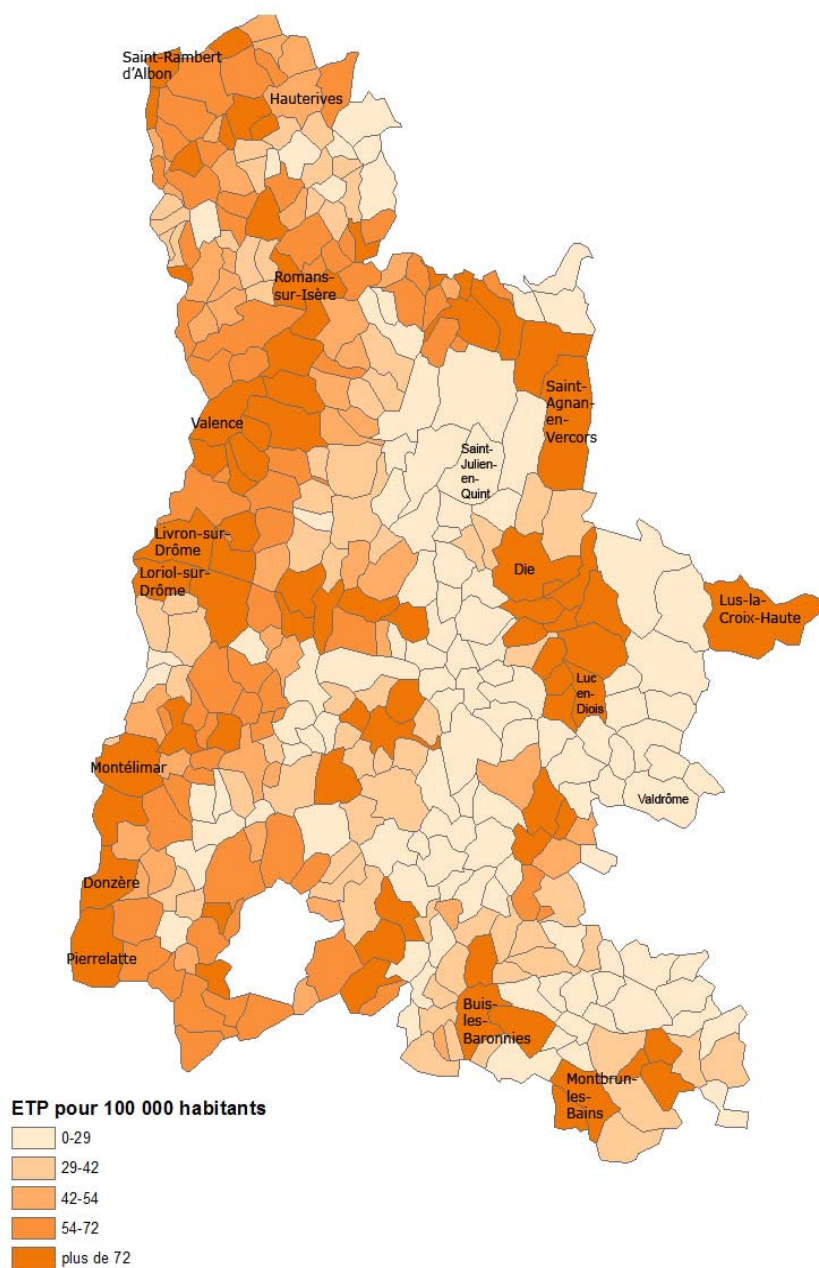 Saint-Rambert
d'Albon
Hauterives
Romans-
sur-Isère
Saint-
Agnan-
en-
Vercors
Valence
Saint-
Julien-
en-
Quint
Livron-sur-
Drôme
Die
Loriol-sur-
Drôme
Lus-la-
Croix-Haute
Luc
en-
Diois
Montélimar
Valdrôme
Donzère
Pierrelatte
Buis-
les-
Baronnies
Montbrun-
les-
Bains
ETP pour 100 000 habitants
0-29
29-42
42-54
54-72
plus de 72